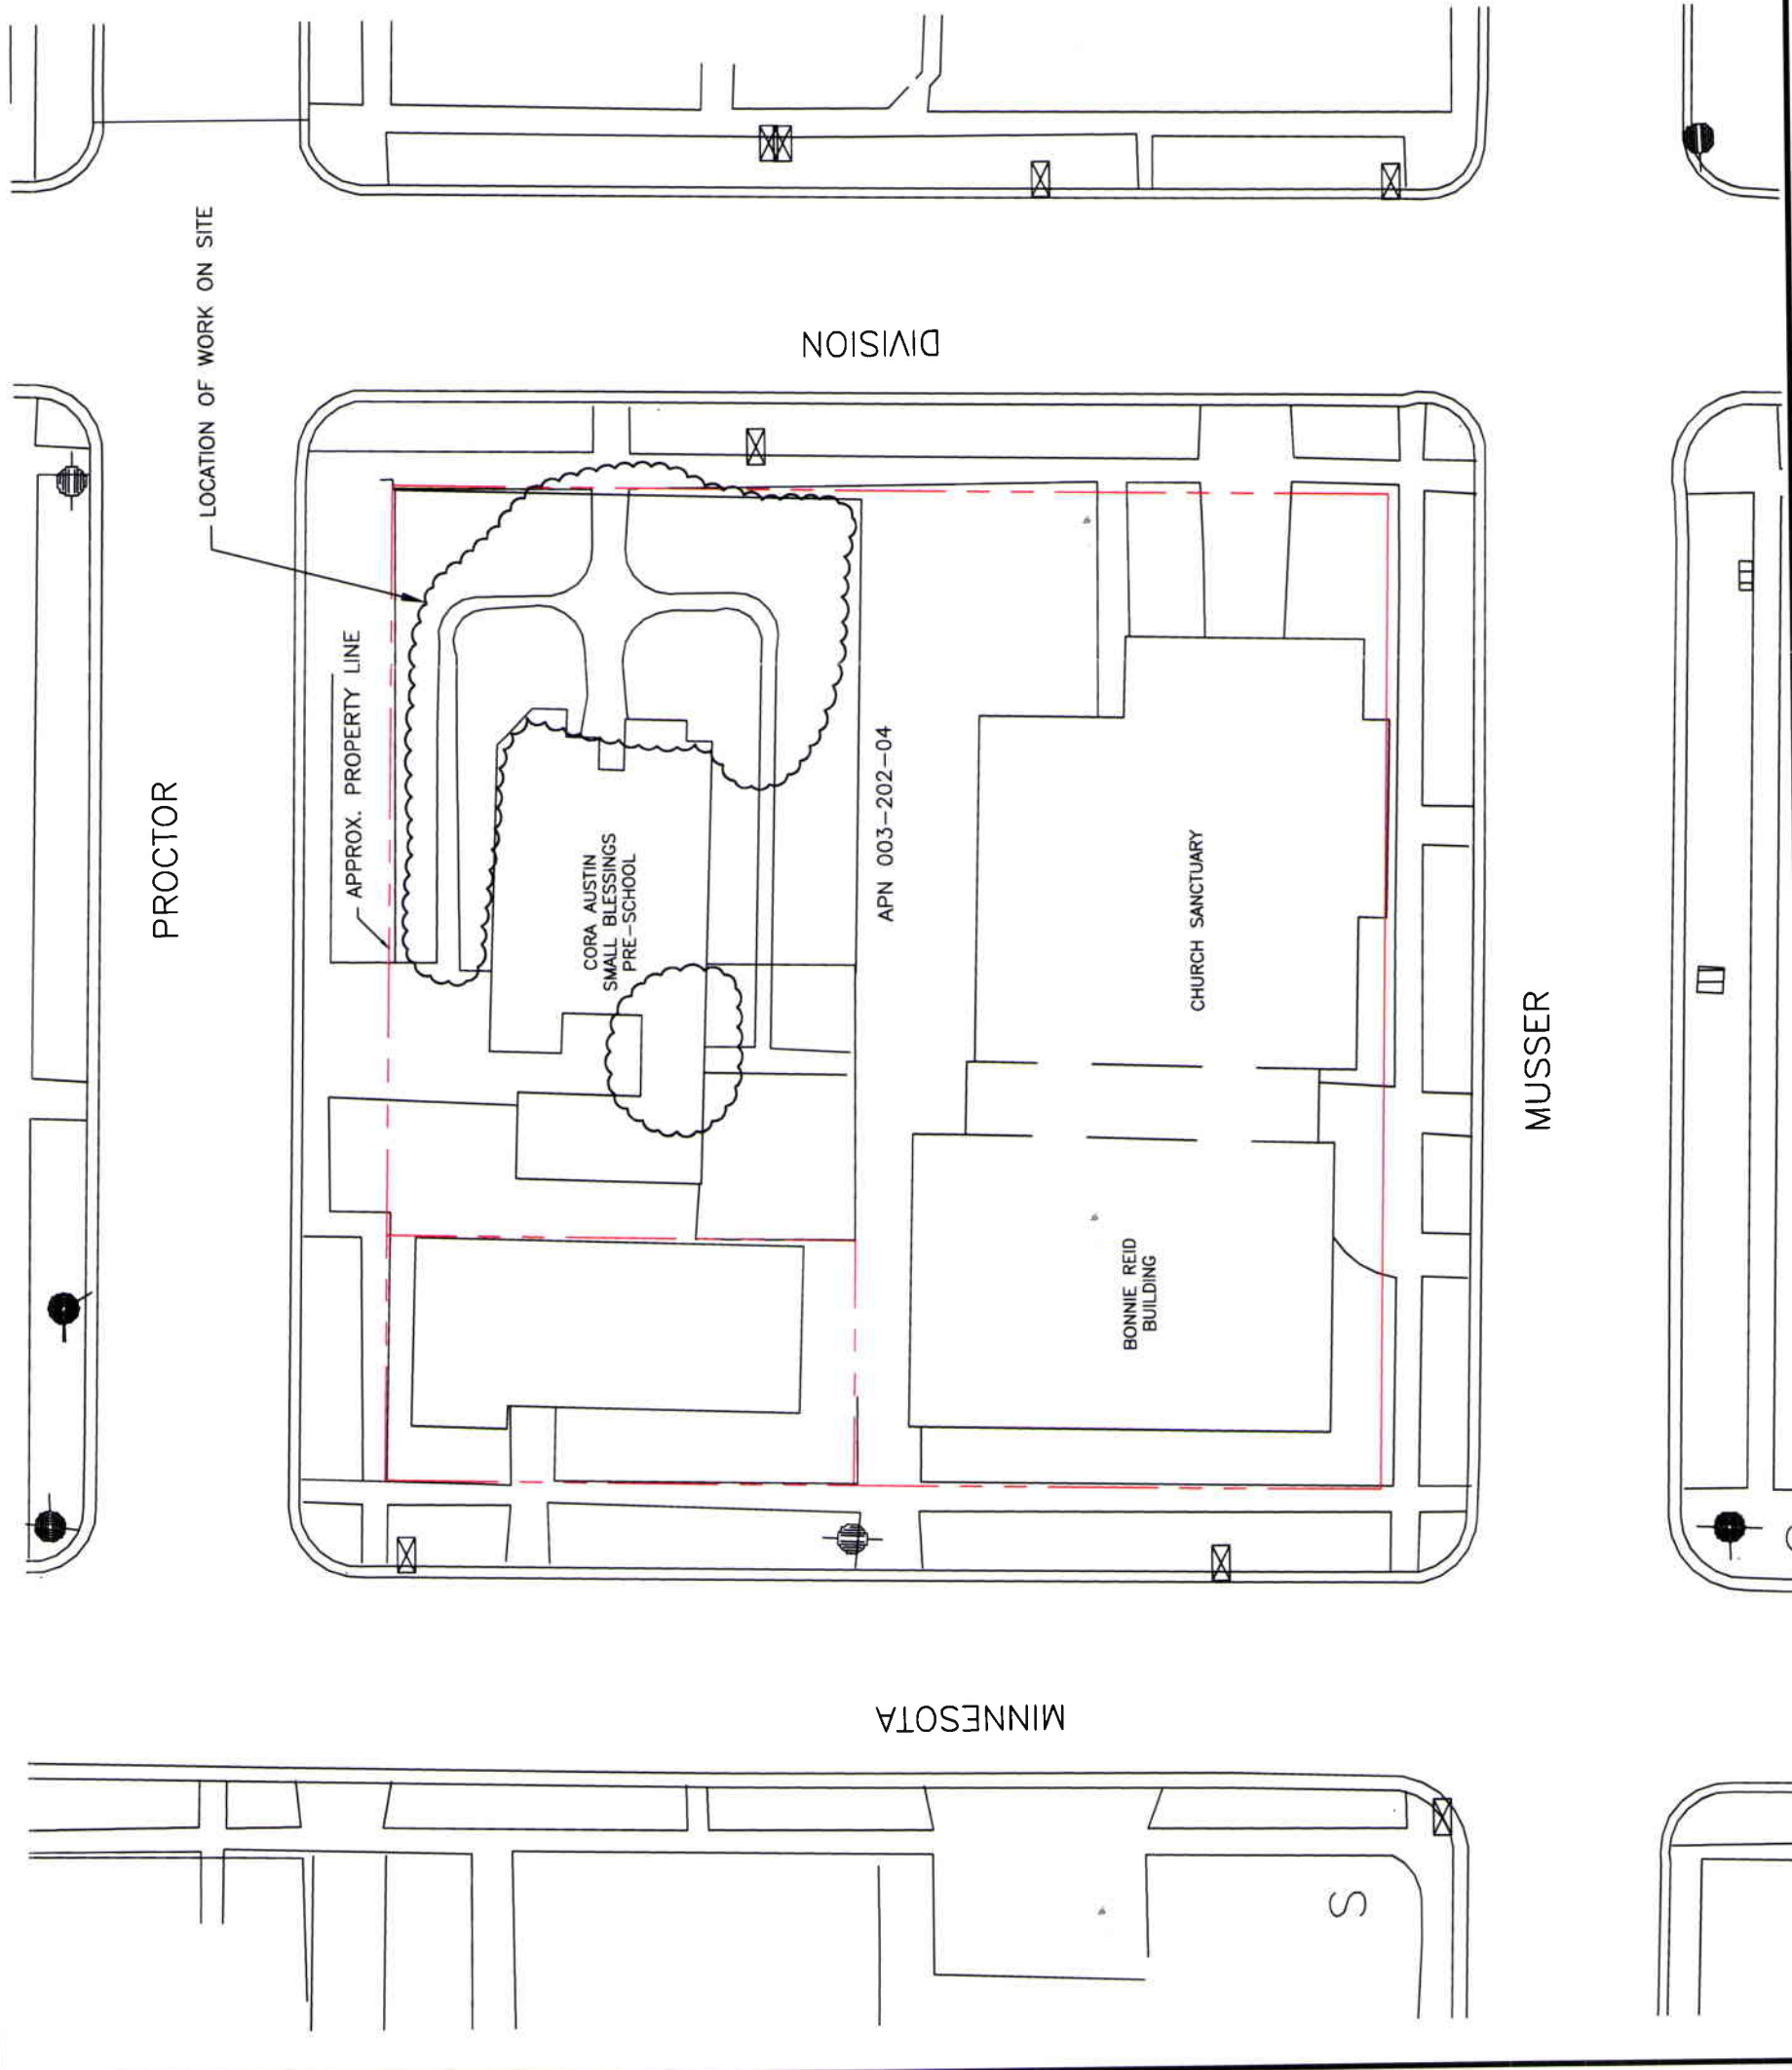 LOCATION OF WORK ON SITE
DIVISION
PROCTOR
APPROX. PROPERTY LINE
CORA AUSTIN
SMALL BLESSINGS
PRE-SCHOOL
APN 003-202-04
CHURCH SANCTUARY
MUSSER
BONNIE REID
BUILDING
MINNESOTA
S